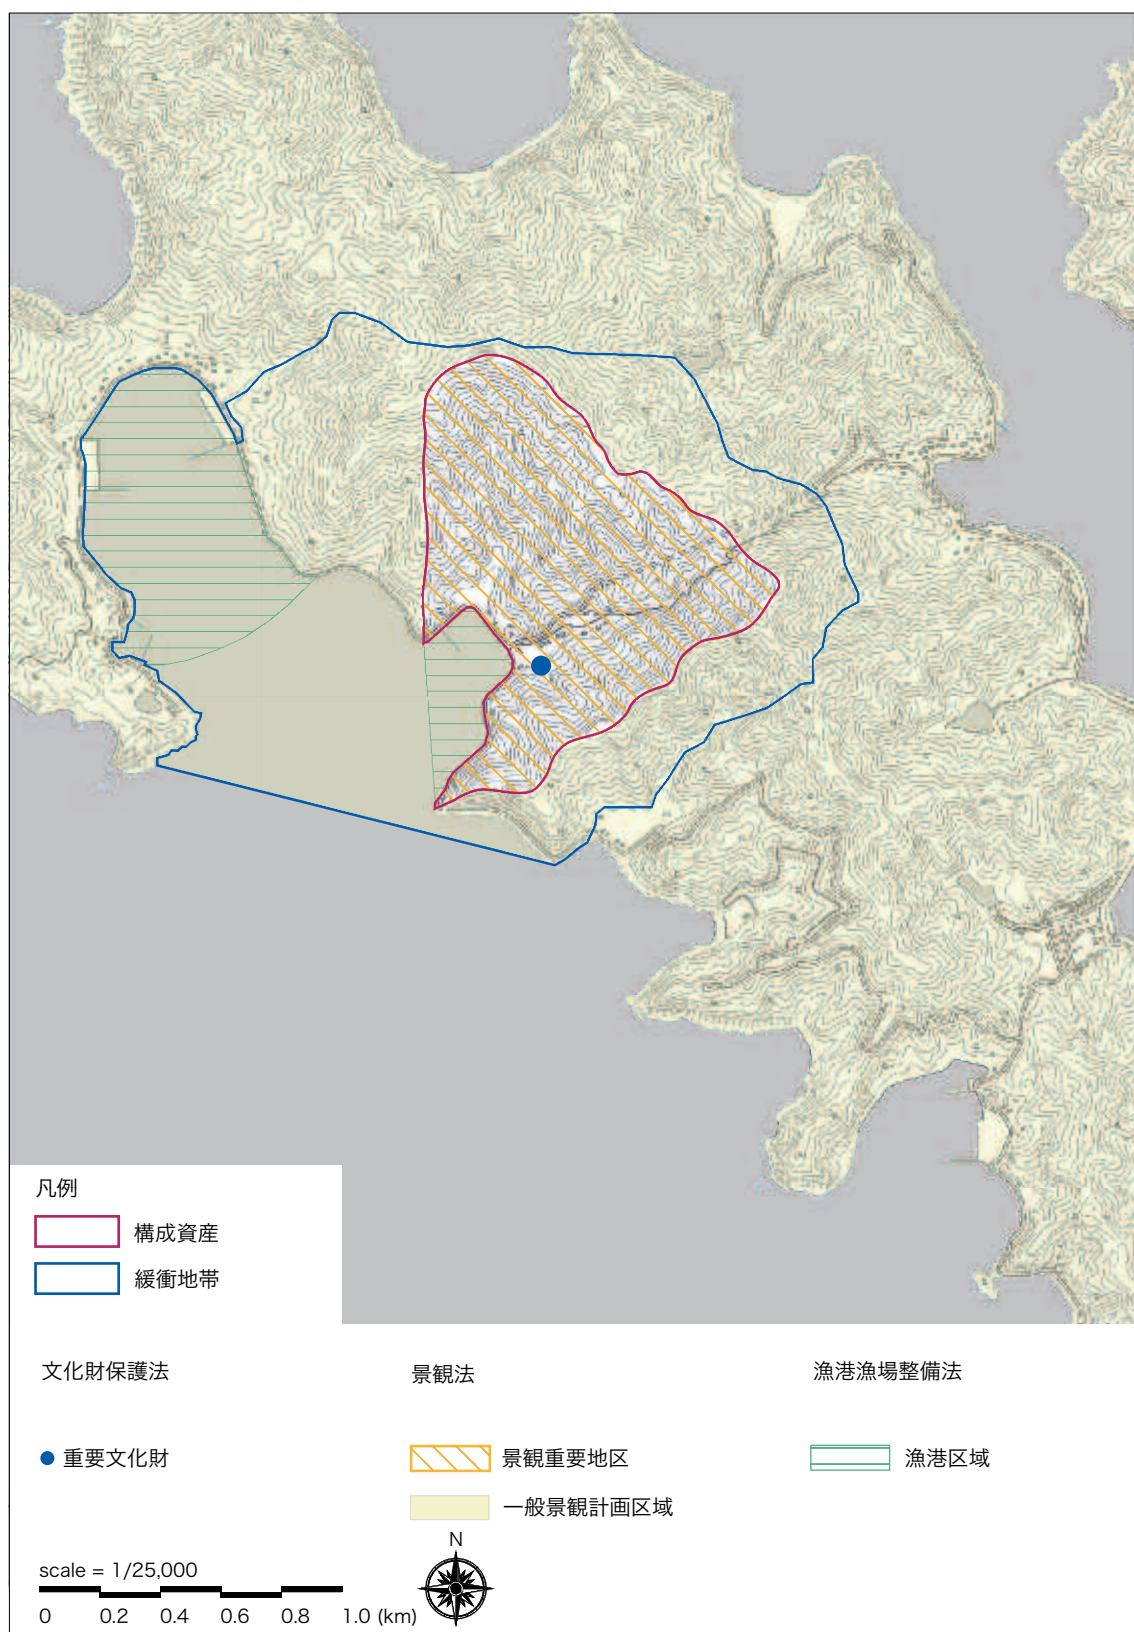 凡例
構成資産
緩衝地帯
文化財保護法
重要文化財
景観法
景観重要地区
一般景観計画区域
漁港漁場整備法
漁港区域
scale = 1/25,000
0 0.2 0.4 0.6 0.8 1.0 (km)
N